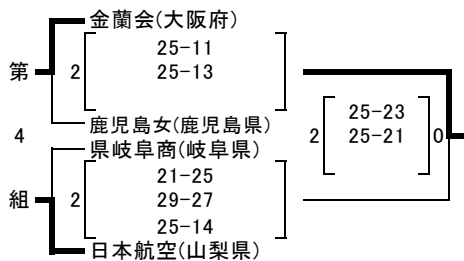 金蘭会(大阪府)
25-11
第 2 25-13
鹿児島女(鹿児島県)
25-23
4 2 25-21 0
県岐阜商(岐阜県)
21-25
組 2 29-27
25-14
日本航空(山梨県)